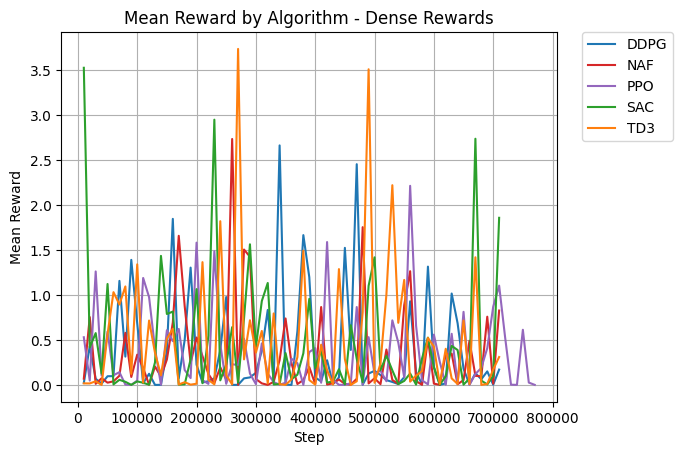 Mean Reward by Algorithm - Dense Rewards
DDPG
NAF
PPO
SAC
TD3
Mean Reward
3.5
3.0
2.5
2.0
1.5
1.0
0.5
0.0
0 100000 200000 300000 400000 500000 600000 700000 800000
Step